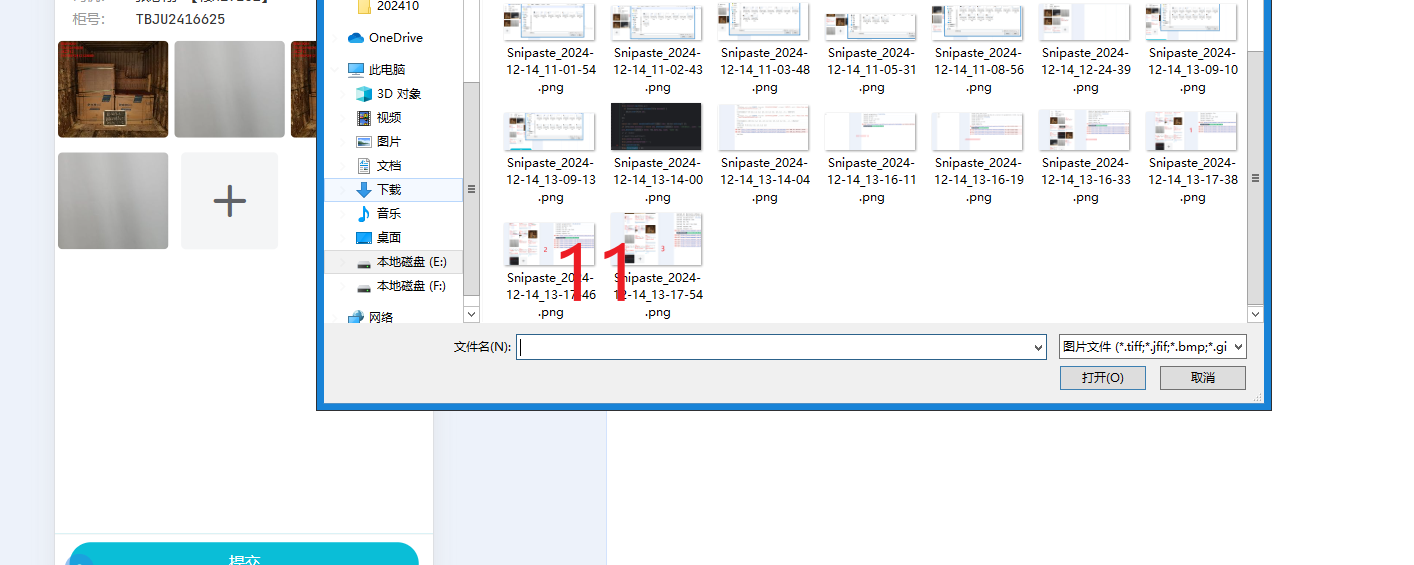 柜号: TBJU2416625
202410
OneDrive
此电脑
3D 对象
视频
图片
文档
下载
音乐
桌面
本地磁盘 (E:)
本地磁盘 (F:)
网络
Snipaste_2024-12-14_11-01-54.png
Snipaste_2024-12-14_11-02-43.png
Snipaste_2024-12-14_11-03-48.png
Snipaste_2024-12-14_11-05-31.png
Snipaste_2024-12-14_11-08-56.png
Snipaste_2024-12-14_12-24-39.png
Snipaste_2024-12-14_13-09-10.png
Snipaste_2024-12-14_13-09-13.png
Snipaste_2024-12-14_13-14-00.png
Snipaste_2024-12-14_13-14-04.png
Snipaste_2024-12-14_13-16-11.png
Snipaste_2024-12-14_13-16-19.png
Snipaste_2024-12-14_13-16-33.png
Snipaste_2024-12-14_13-17-38.png
Snipaste_2024-12-14_13-17-46.png
Snipaste_2024-12-14_13-17-54.png
11
文件名(N):
图片文件 (*.tiff;*.jfif;*.bmp;*.gi
打开(O)
取消
提交